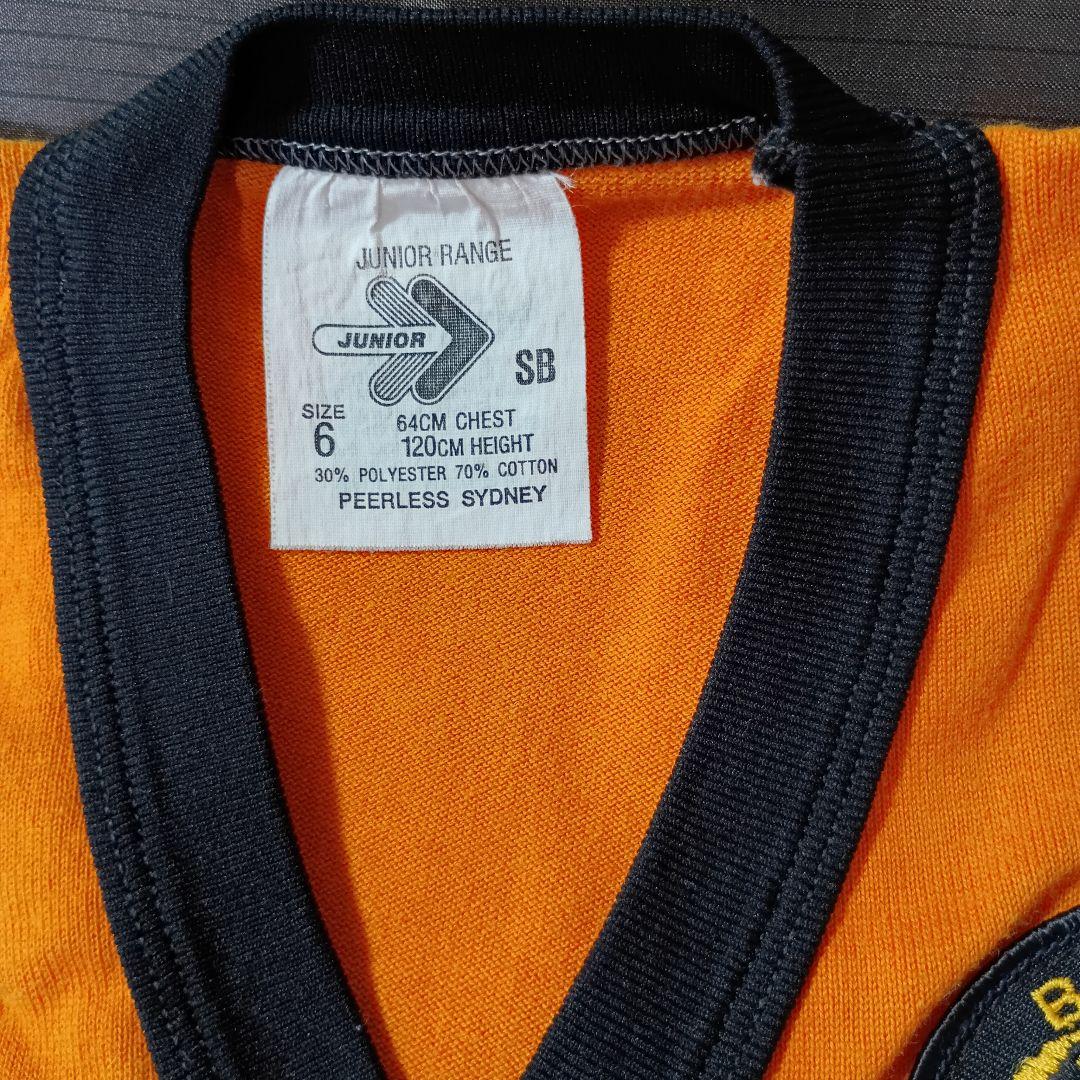 JUNIOR RANGE
JUNIOR
SB
SIZE
6
64CM CHEST
120CM HEIGHT
30% POLYESTER 70% COTTON
PEERLESS SYDNEY
B